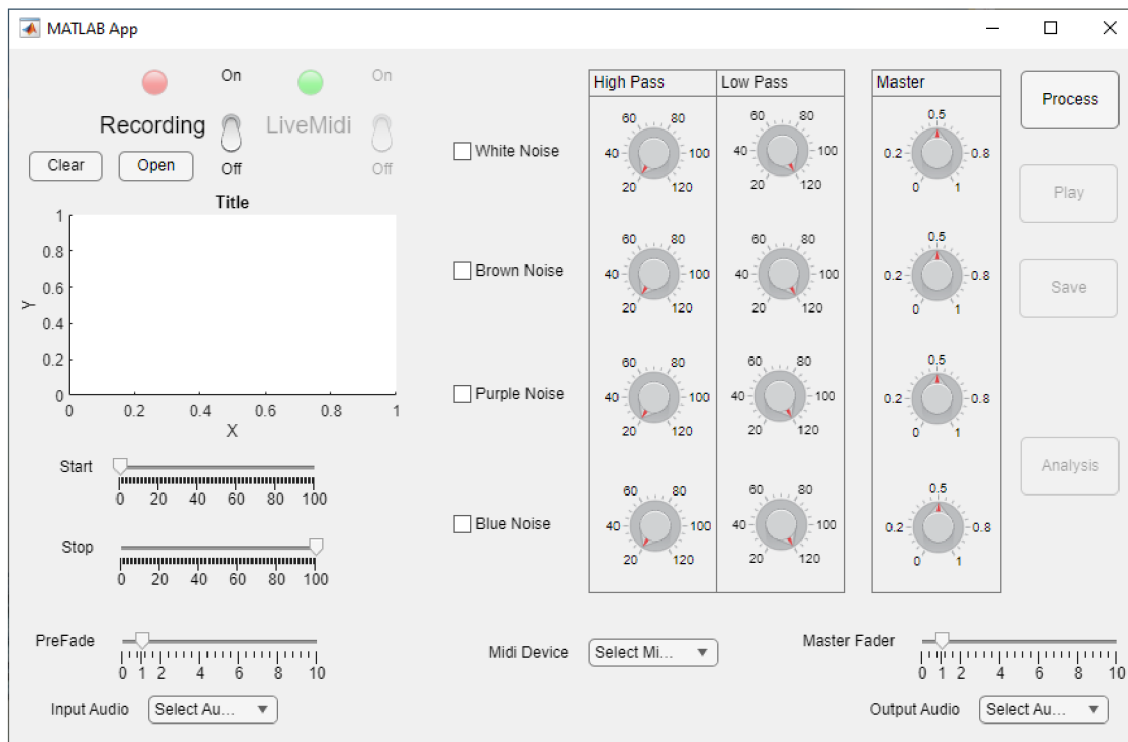 MATLAB App
On
On
Recording
LiveMidi
Clear
Open
Off
Off
Title
1
0.8
0.6
0.4
0.2
0
Y
0 0.2 0.4 0.6 0.8 1
X
Start
0 20 40 60 80 100
Stop
0 20 40 60 80 100
PreFade
0 1 2 4 6 8 10
Input Audio
Select Au...
High Pass
Low Pass
Master
White Noise
60 80
40 100
20 120
60 80
40 100
20 120
0.5
0.2 0.8
0 1
Brown Noise
60 80
40 100
20 120
60 80
40 100
20 120
0.5
0.2 0.8
0 1
Purple Noise
60 80
40 100
20 120
60 80
40 100
20 120
0.5
0.2 0.8
0 1
Blue Noise
60 80
40 100
20 120
60 80
40 100
20 120
0.5
0.2 0.8
0 1
Midi Device
Select Mi...
Process
Play
Save
Analysis
Master Fader
0 1 2 4 6 8 10
Output Audio
Select Au...